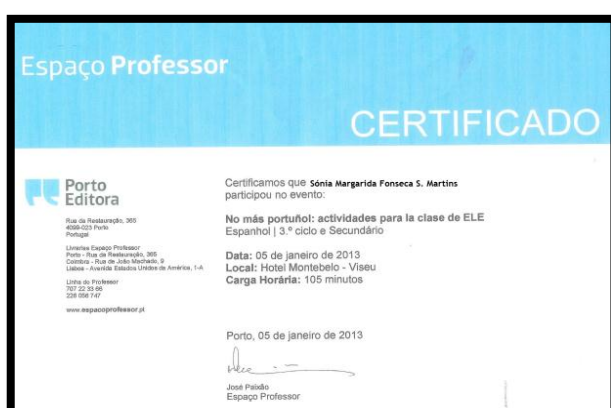 Espaço Professor
CERTIFICADO
Porto
Editora
Rua da Restauração, 365
4099-023 Porto
Portugal
Livrarias Espaço Professor
Porto - Rua da Restauração, 365
Coimbra - Rua de João Machado, 9
Lisboa - Avenida Estados Unidos da América, 1-A
Linha do Professor
707 22 33 66
226 056 747
www.espacoprofessor.pt
Certificamos que Sónia Margarida Fonseca S. Martins
participou no evento:
No más portuñol: actividades para la clase de ELE
Espanhol | 3.º ciclo e Secundário
Data: 05 de janeiro de 2013
Local: Hotel Montebelo - Viseu
Carga Horária: 105 minutos
Porto, 05 de janeiro de 2013
José Paixão
Espaço Professor